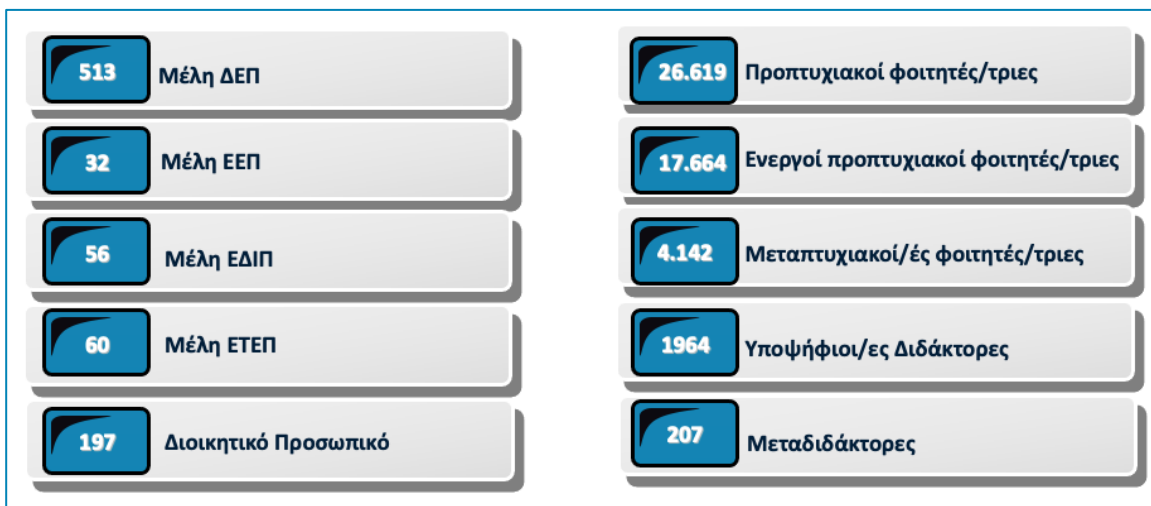 513 Μέλη ΔΕΠ
32 Μέλη ΕΕΠ
56 Μέλη ΕΔΙΠ
60 Μέλη ΕΤΕΠ
197 Διοικητικό Προσωπικό
26.619 Προπτυχιακοί φοιτητές/τριες
17.664 Ενεργοί προπτυχιακοί φοιτητές/τριες
4.142 Μεταπτυχιακοί/ές φοιτητές/τριες
1964 Υποψήφιοι/ες Διδάκτορες
207 Μεταδιδάκτορες